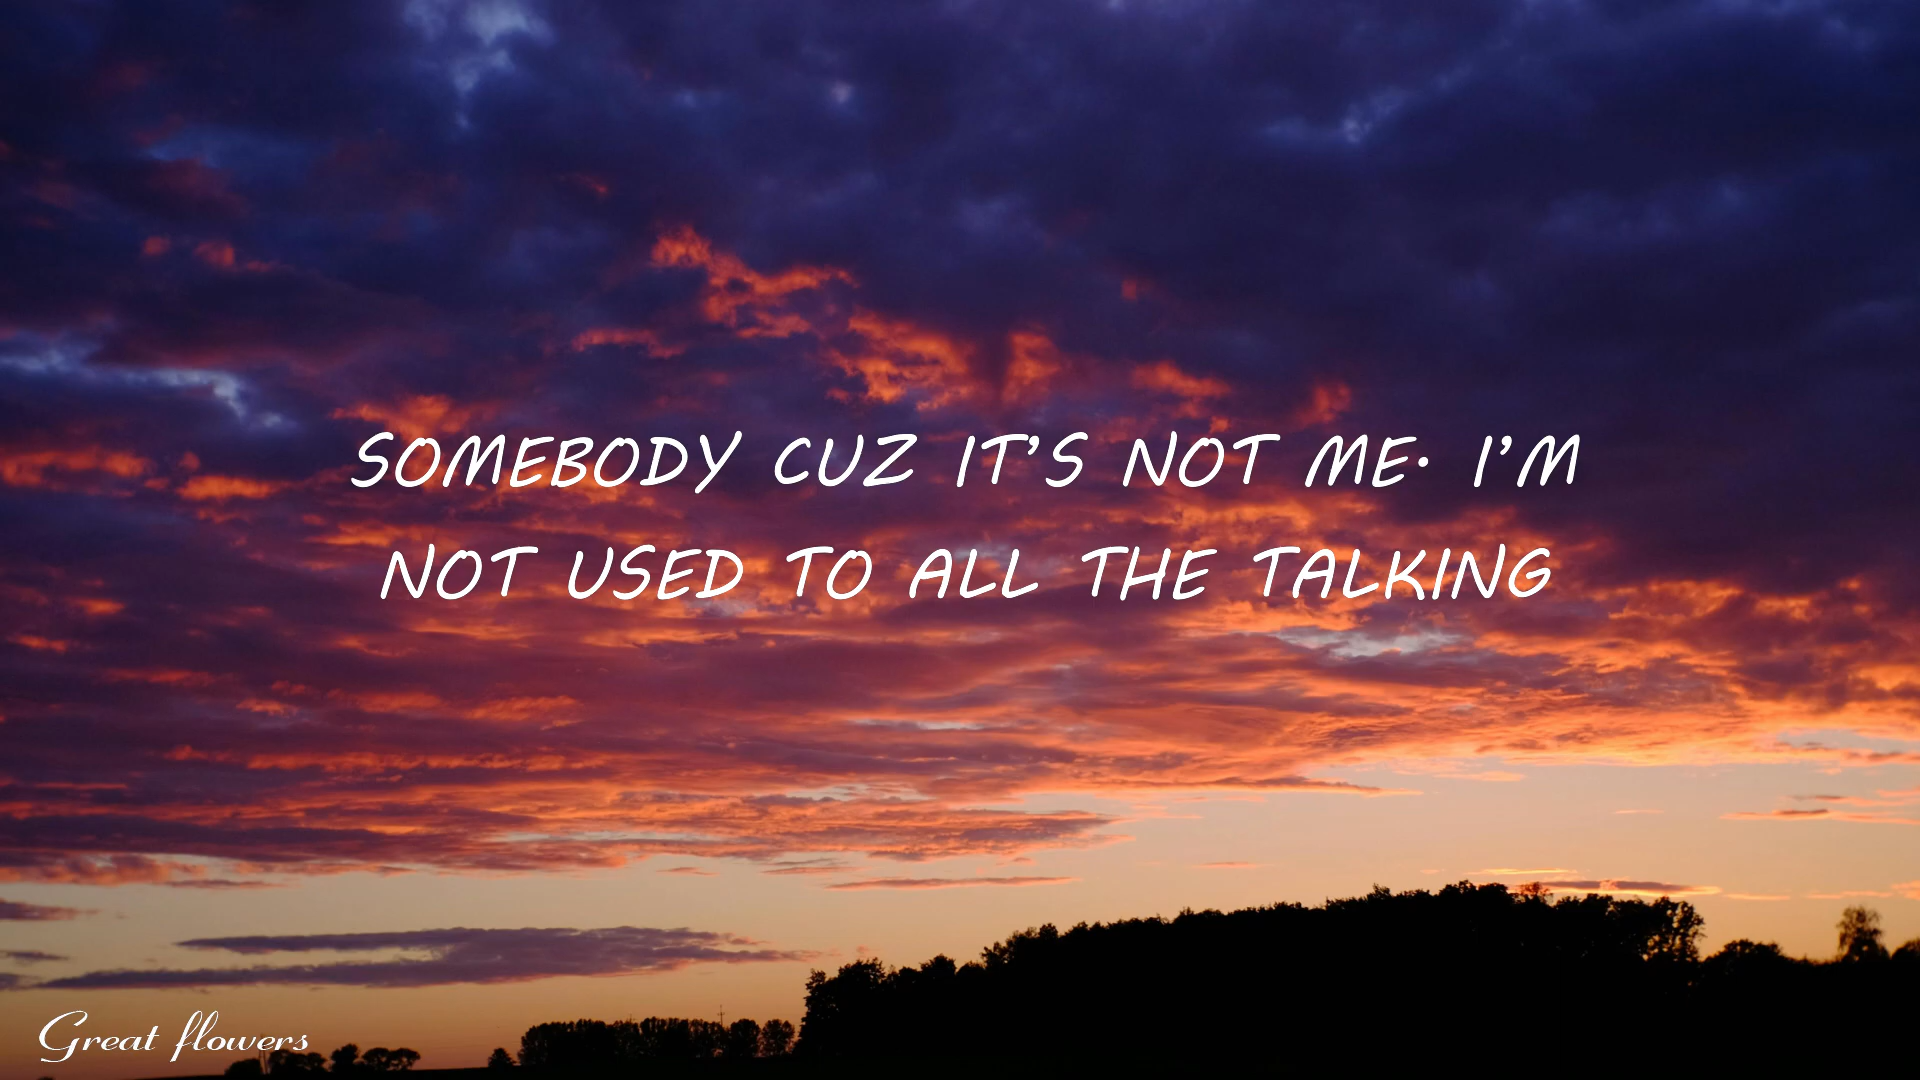 SOMEBODY CUZ IT'S NOT ME. I'M
NOT USED TO ALL THE TALKING
Great flowers